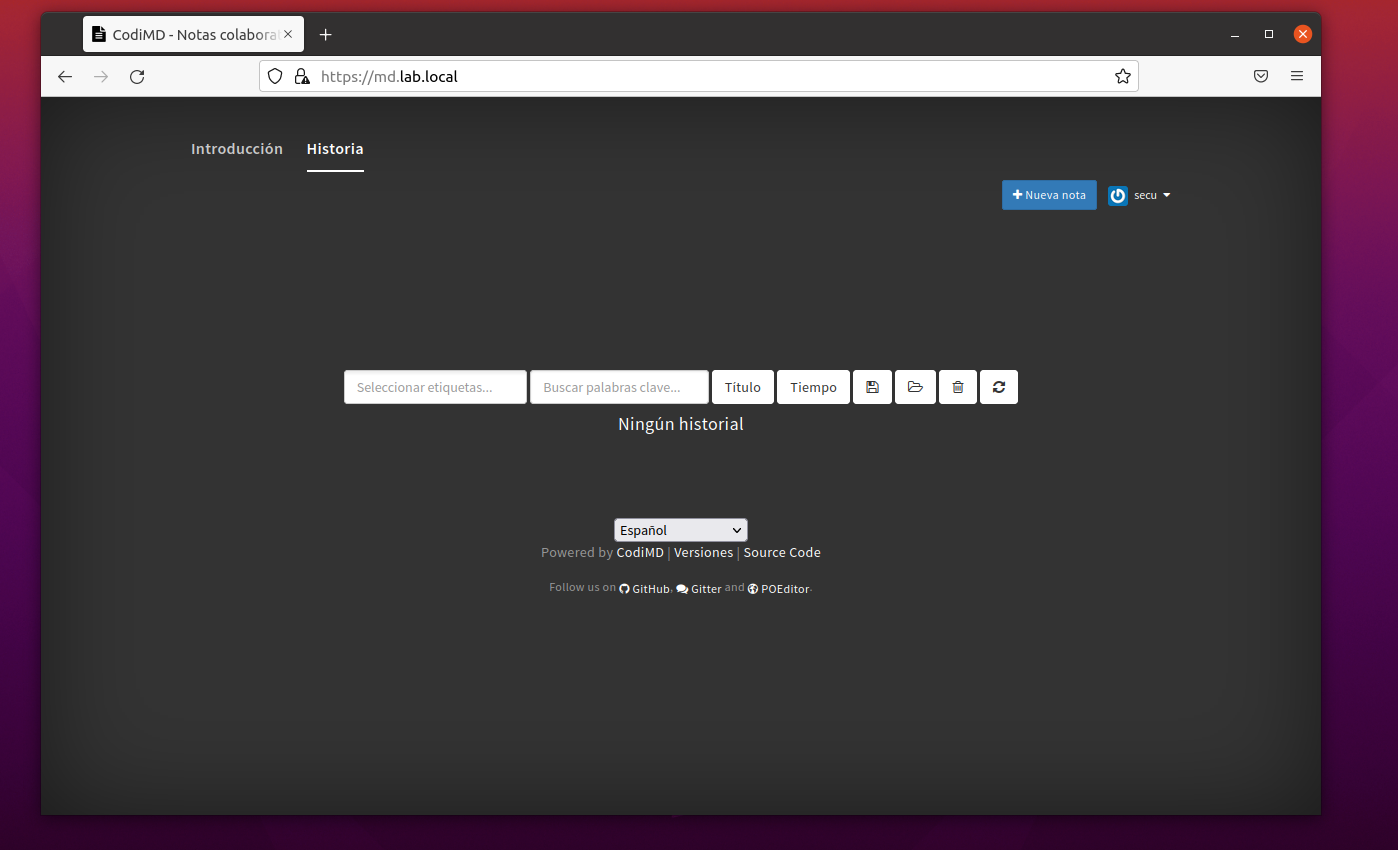 CodiMD - Notas colabora
https://md.lab.local
Introducción Historia
Nueva nota secu
Seleccionar etiquetas... Buscar palabras clave... Título Tiempo
Ningún historial
Español
Powered by CodiMD | Versiones | Source Code
Follow us on GitHub, Gitter and POEditor.